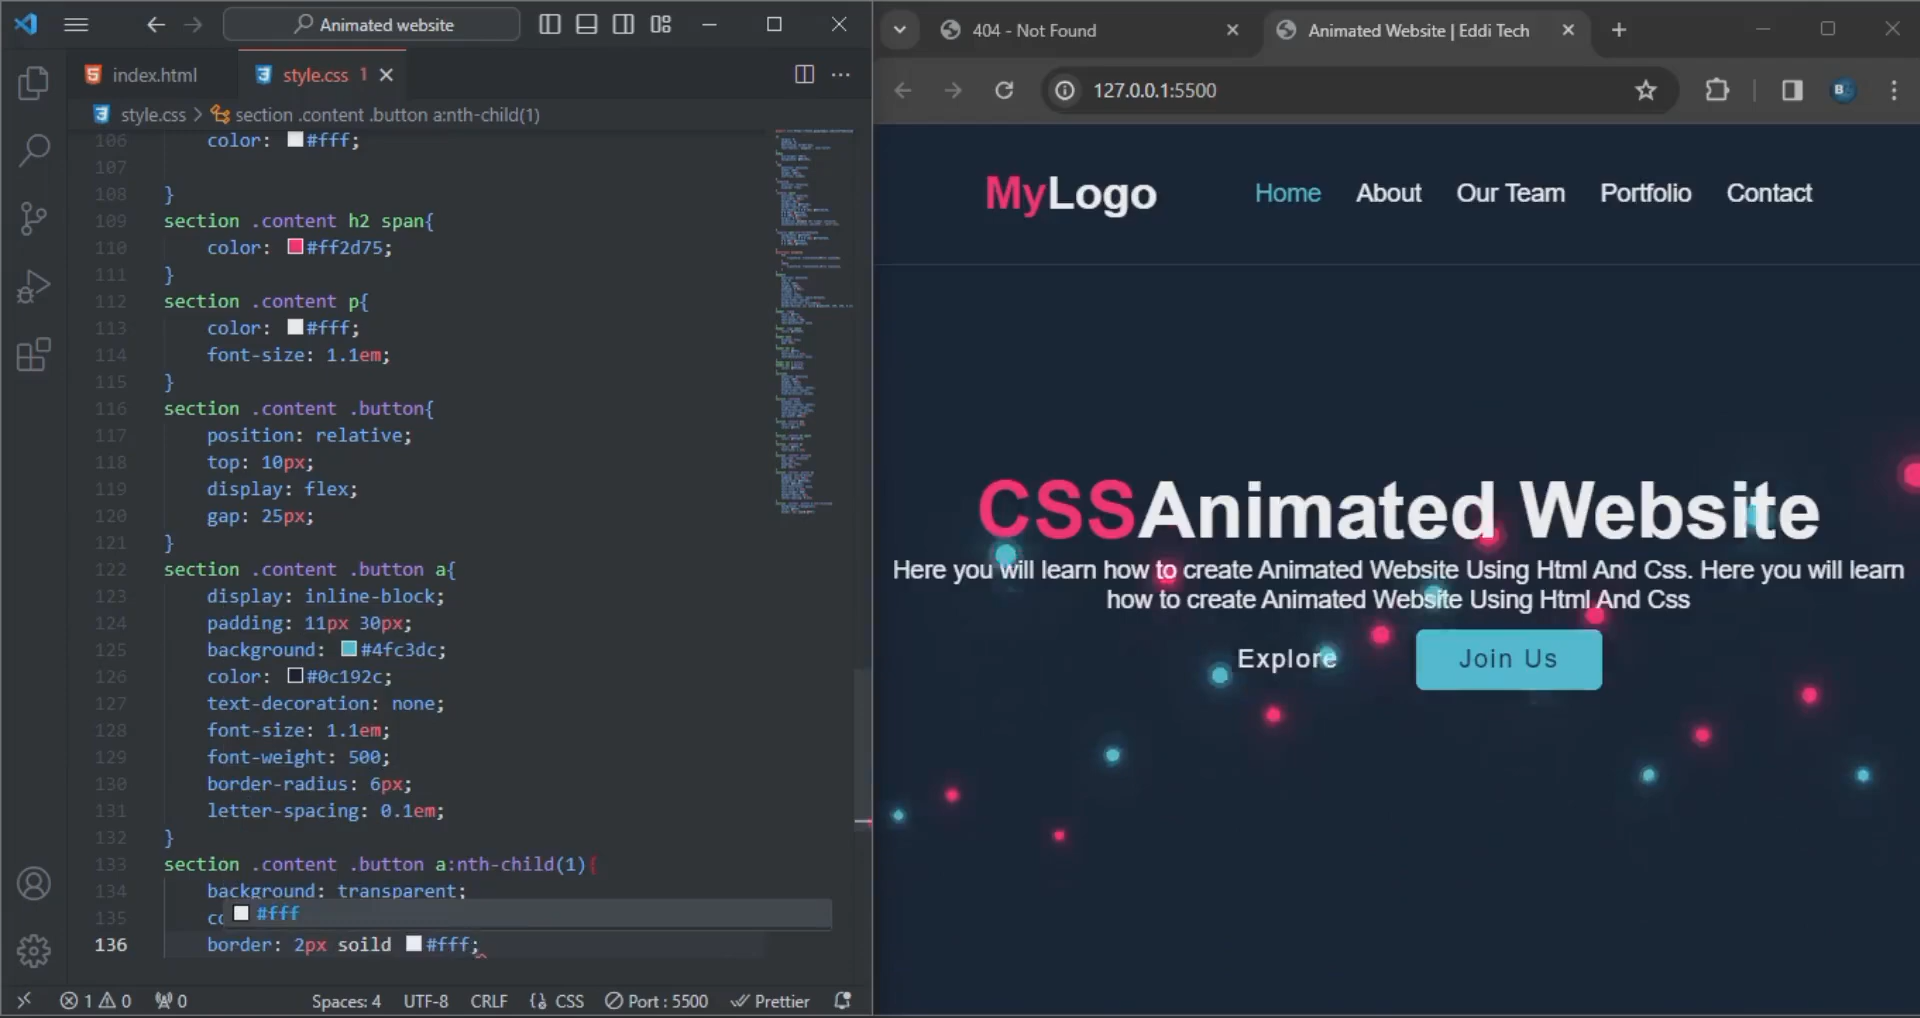 Animated website
index.html
style.css 1
style.css > section .content .button a:nth-child(1)
106 color: #fff;
107
108 }
109 section .content h2 span{
110 color: #ff2d75;
111 }
112 section .content p{
113 color: #fff;
114 font-size: 1.1em;
115 }
116 section .content .button{
117 position: relative;
118 top: 10px;
119 display: flex;
120 gap: 25px;
121 }
122 section .content .button a{
123 display: inline-block;
124 padding: 11px 30px;
125 background: #4fc3dc;
126 color: #0c192c;
127 text-decoration: none;
128 font-size: 1.1em;
129 font-weight: 500;
130 border-radius: 6px;
131 letter-spacing: 0.1em;
132 }
133 section .content .button a:nth-child(1){
134 background: transparent;
#fff
135 co
136 border: 2px soild #fff;
1 0 0 Spaces: 4 UTF-8 CRLF {} CSS Port : 5500 Prettier
404 - Not Found
Animated Website | Eddi Tech
127.0.0.1:5500
MyLogo
Home About Our Team Portfolio Contact
CSSAnimated Website
Here you will learn how to create Animated Website Using Html And Css. Here you will learn
how to create Animated Website Using Html And Css
Explore
Join Us